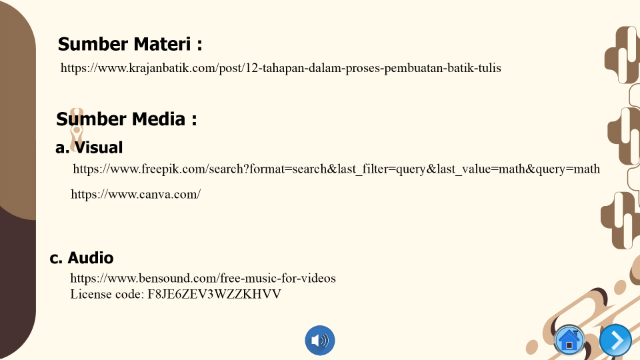 Sumber Materi :
https://www.krajanbatik.com/post/12-tahapan-dalam-proses-pembuatan-batik-tulis
Sumber Media :
a. Visual
https://www.freepik.com/search?format=search&last_filter=query&last_value=math&query=math
https://www.canva.com/
c. Audio
https://www.bensound.com/free-music-for-videos
License code: F8JE6ZEV3WZZKHVV